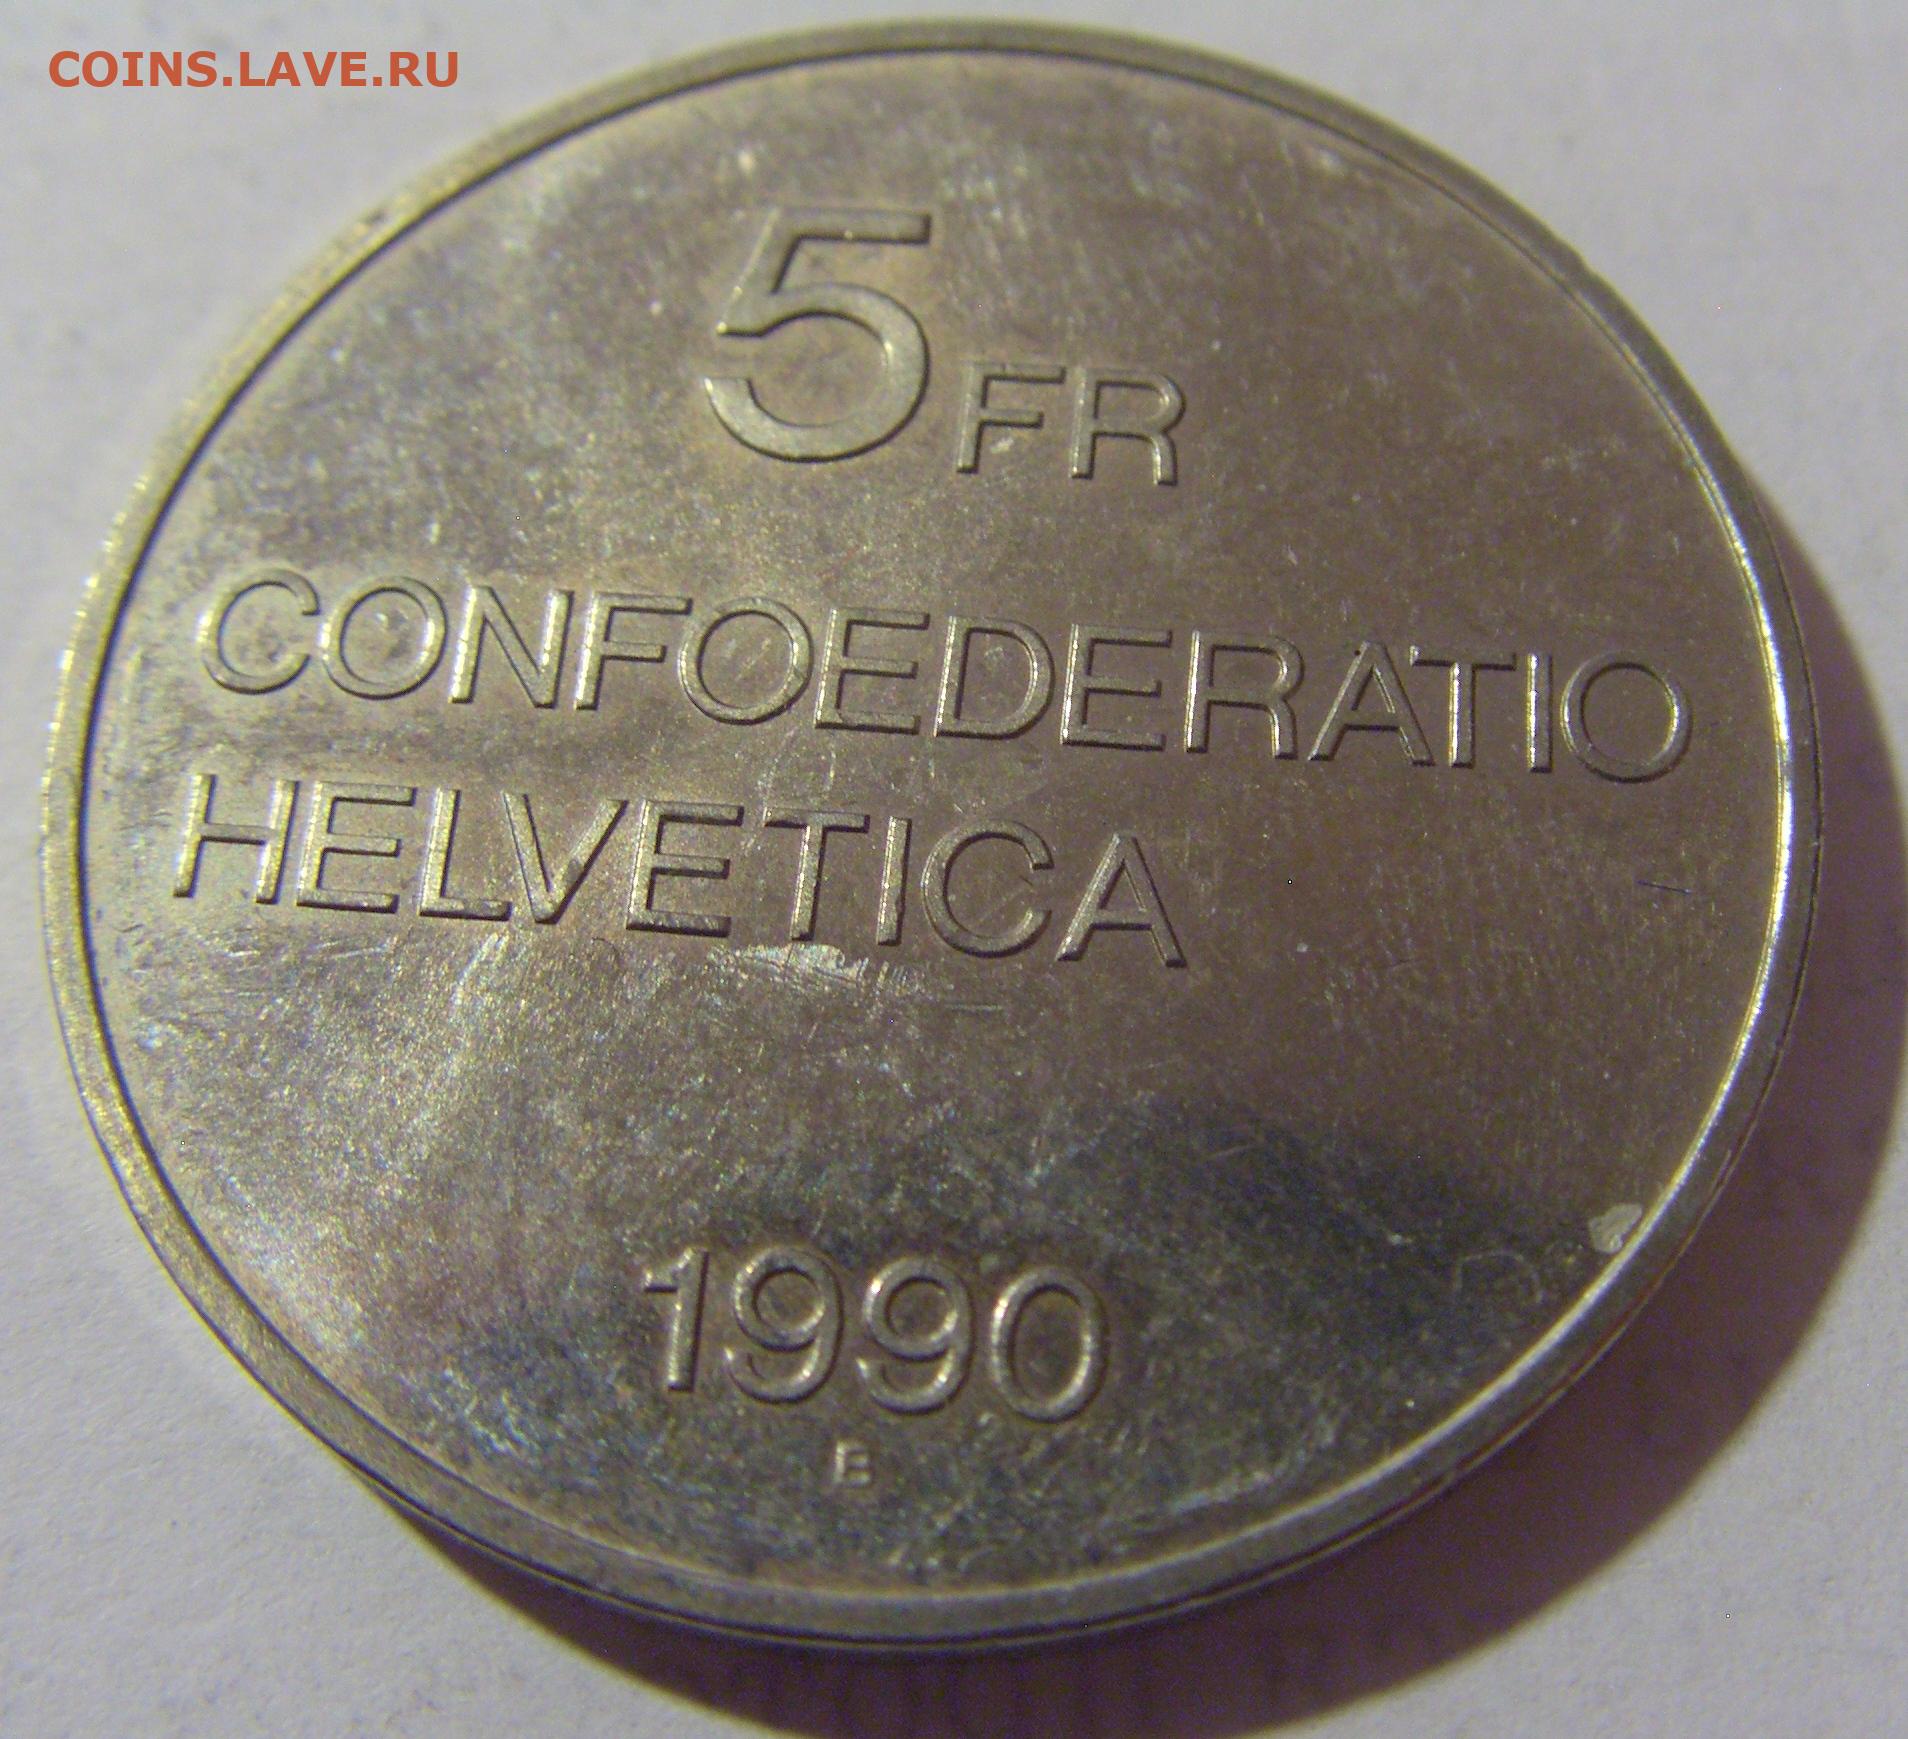 COINS.LAVE.RU
5 FR
CONFOEDERATIO
HELVETICA
1990
B